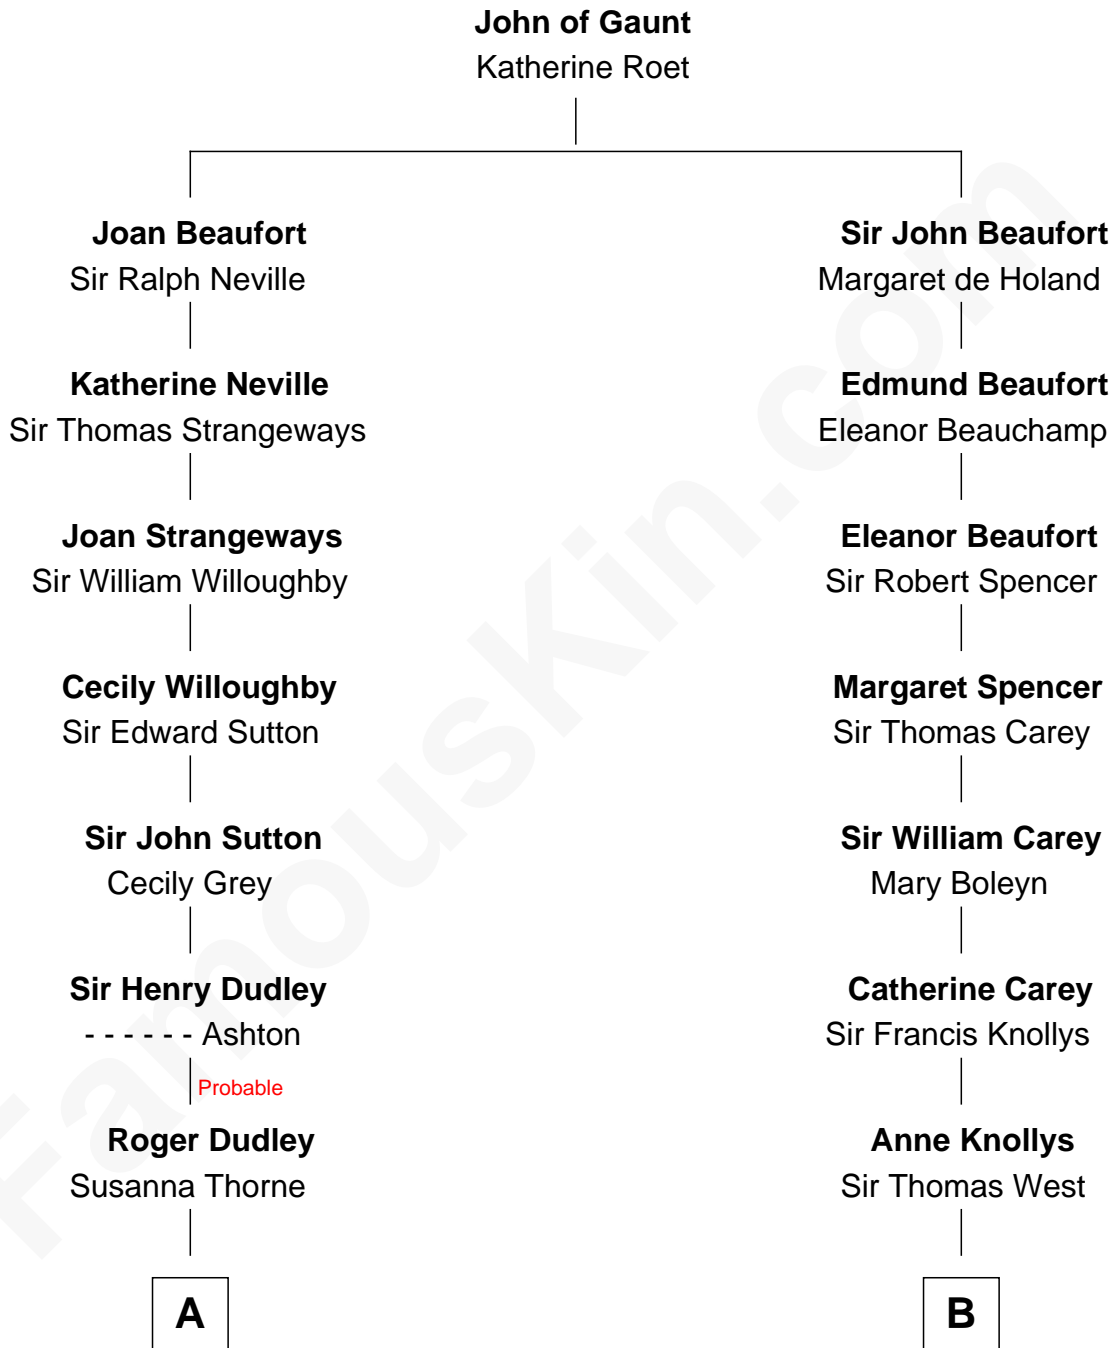 John of Gaunt
Katherine Roet
Joan Beaufort
Sir Ralph Neville
Sir John Beaufort
Margaret de Holand
Katherine Neville
Sir Thomas Strangeways
Edmund Beaufort
Eleanor Beauchamp
Joan Strangeways
Sir William Willoughby
Eleanor Beaufort
Sir Robert Spencer
Cecily Willoughby
Sir Edward Sutton
Margaret Spencer
Sir Thomas Carey
Sir John Sutton
Cecily Grey
Sir William Carey
Mary Boleyn
Sir Henry Dudley
- - - - - - Ashton
Catherine Carey
Sir Francis Knollys
Probable
Roger Dudley
Susanna Thorne
Anne Knollys
Sir Thomas West
A
B
FamousKin.com